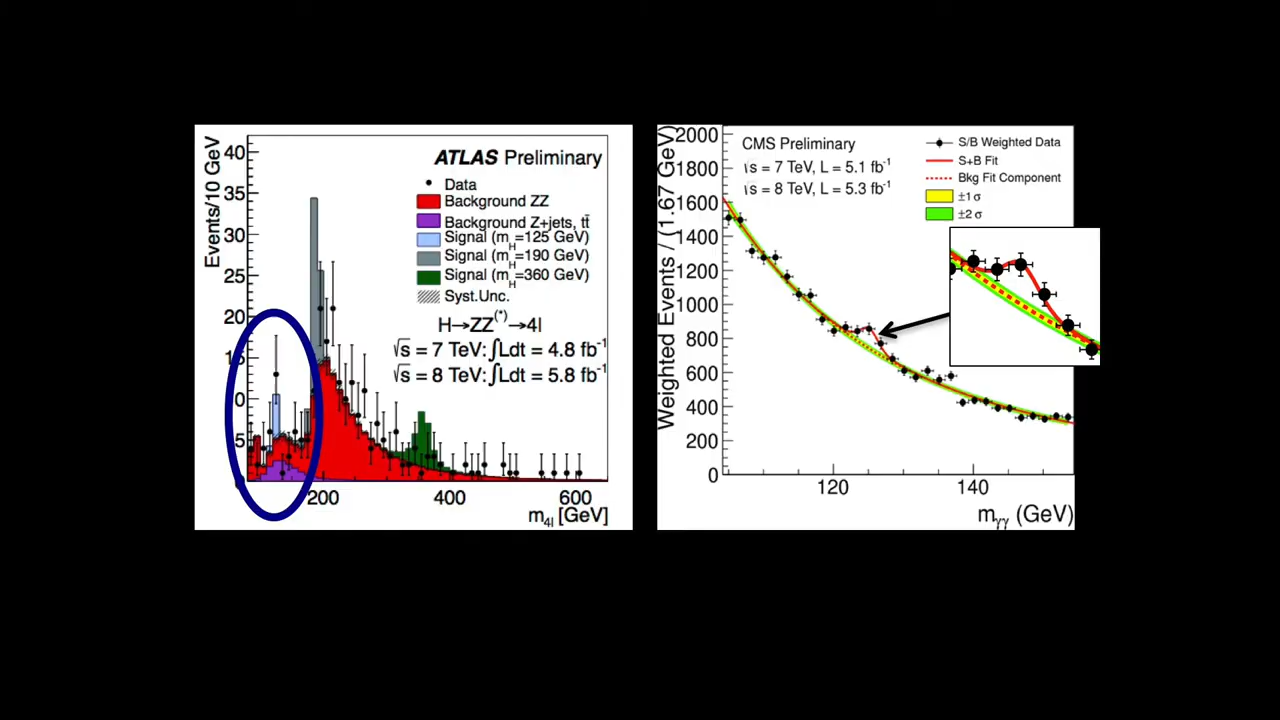 Events/10 GeV
40
35
30
25
20
15
0
5
0
ATLAS Preliminary
Data
Background ZZ
Background Z+jets, tt̄
Signal (m_H=125 GeV)
Signal (m_H=190 GeV)
Signal (m_H=360 GeV)
Syst.Unc.
H→ZZ(*)→4l
√s = 7 TeV:∫Ldt = 4.8 fb⁻¹
√s = 8 TeV:∫Ldt = 5.8 fb⁻¹
200 400 600
m₄ₗ [GeV]
Weighted Events / (1.67 GeV)
2000
1800
1600
1400
1200
1000
800
600
400
200
0
CMS Preliminary
√s = 7 TeV, L = 5.1 fb⁻¹
√s = 8 TeV, L = 5.3 fb⁻¹
S/B Weighted Data
S+B Fit
Bkg Fit Component
±1 σ
±2 σ
120 140
mγγ (GeV)